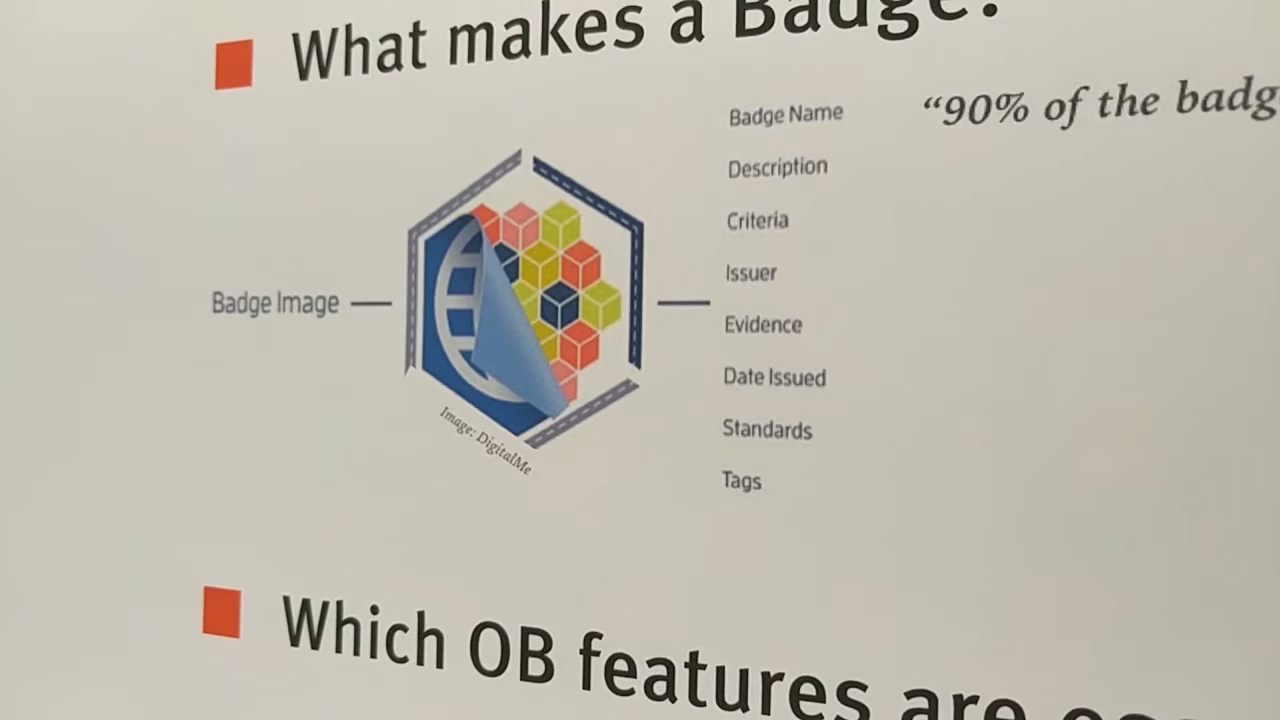 What makes a Badge?
Badge Name
Description
Criteria
Issuer
Evidence
Date Issued
Standards
Tags
Badge Image
Image: DigitalMe
"90% of the
Which OB features are